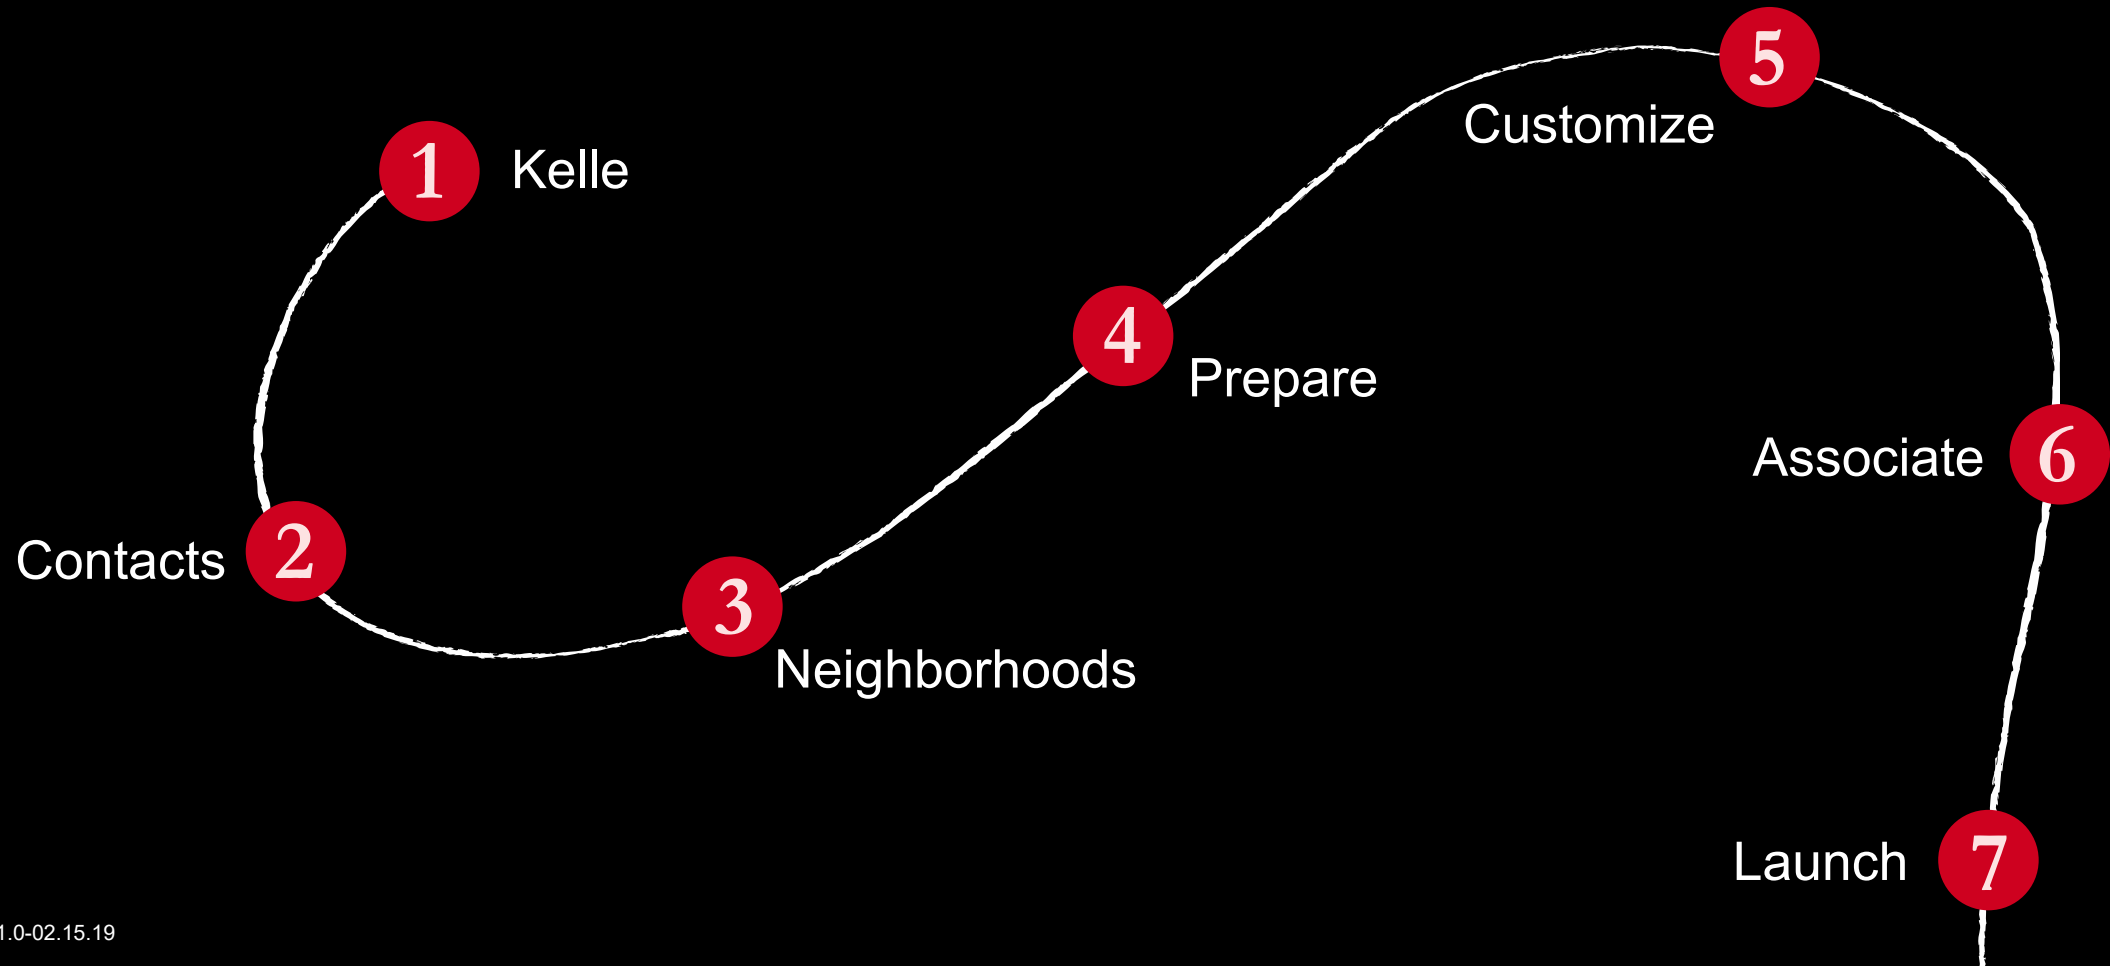 1 Kelle
2 Contacts
3 Neighborhoods
4 Prepare
5 Customize
6 Associate
7 Launch
1.0-02.15.19